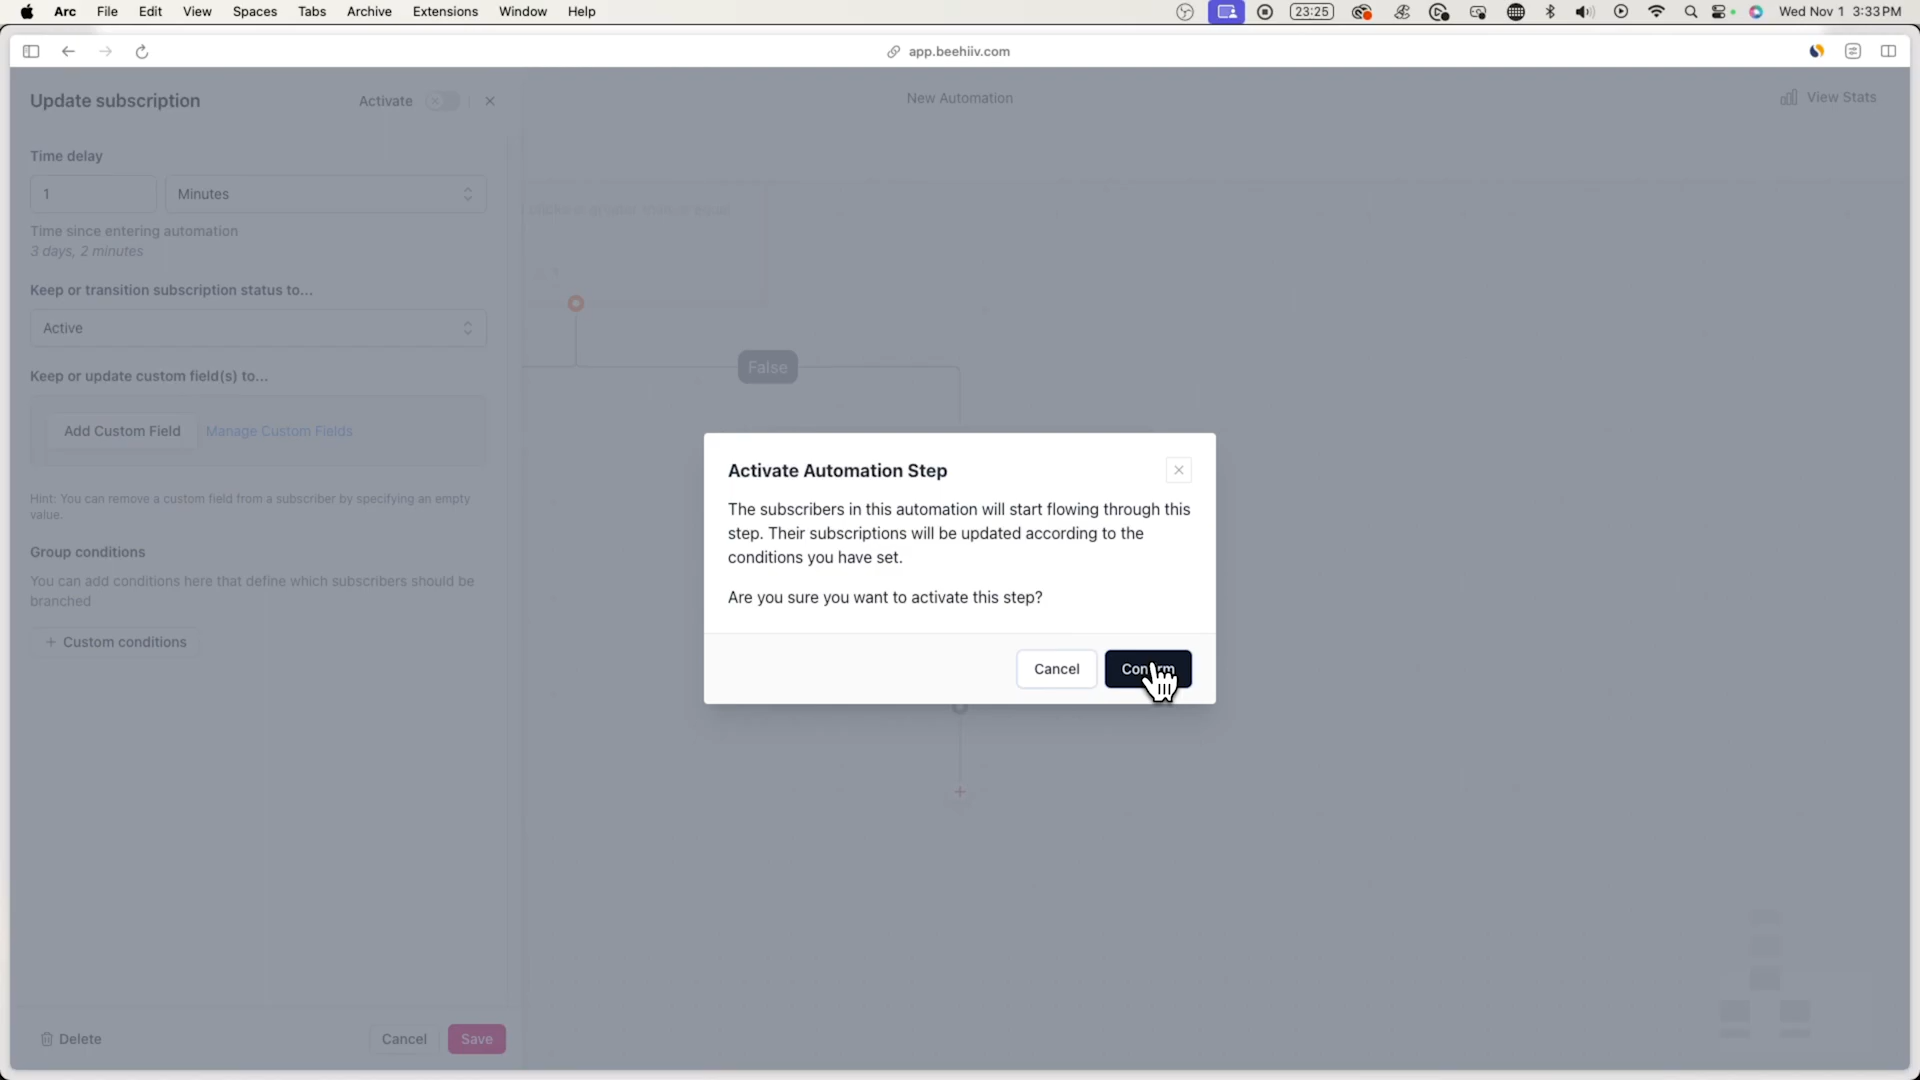 Arc File Edit View Spaces Tabs Archive Extensions Window Help
23:25
Wed Nov 1 3:33 PM
app.beehiiv.com
Update subscription
Activate
New Automation
View Stats
Time delay
1
Minutes
Time since entering automation
3 days, 2 minutes
Keep or transition subscription status to...
Active
Keep or update custom field(s) to...
Add Custom Field
Manage Custom Fields
Hint: You can remove a custom field from a subscriber by specifying an empty
value.
Group conditions
You can add conditions here that define which subscribers should be
branched
+ Custom conditions
Delete
Cancel
Save
False
Activate Automation Step
The subscribers in this automation will start flowing through this
step. Their subscriptions will be updated according to the
conditions you have set.
Are you sure you want to activate this step?
Cancel
Confirm